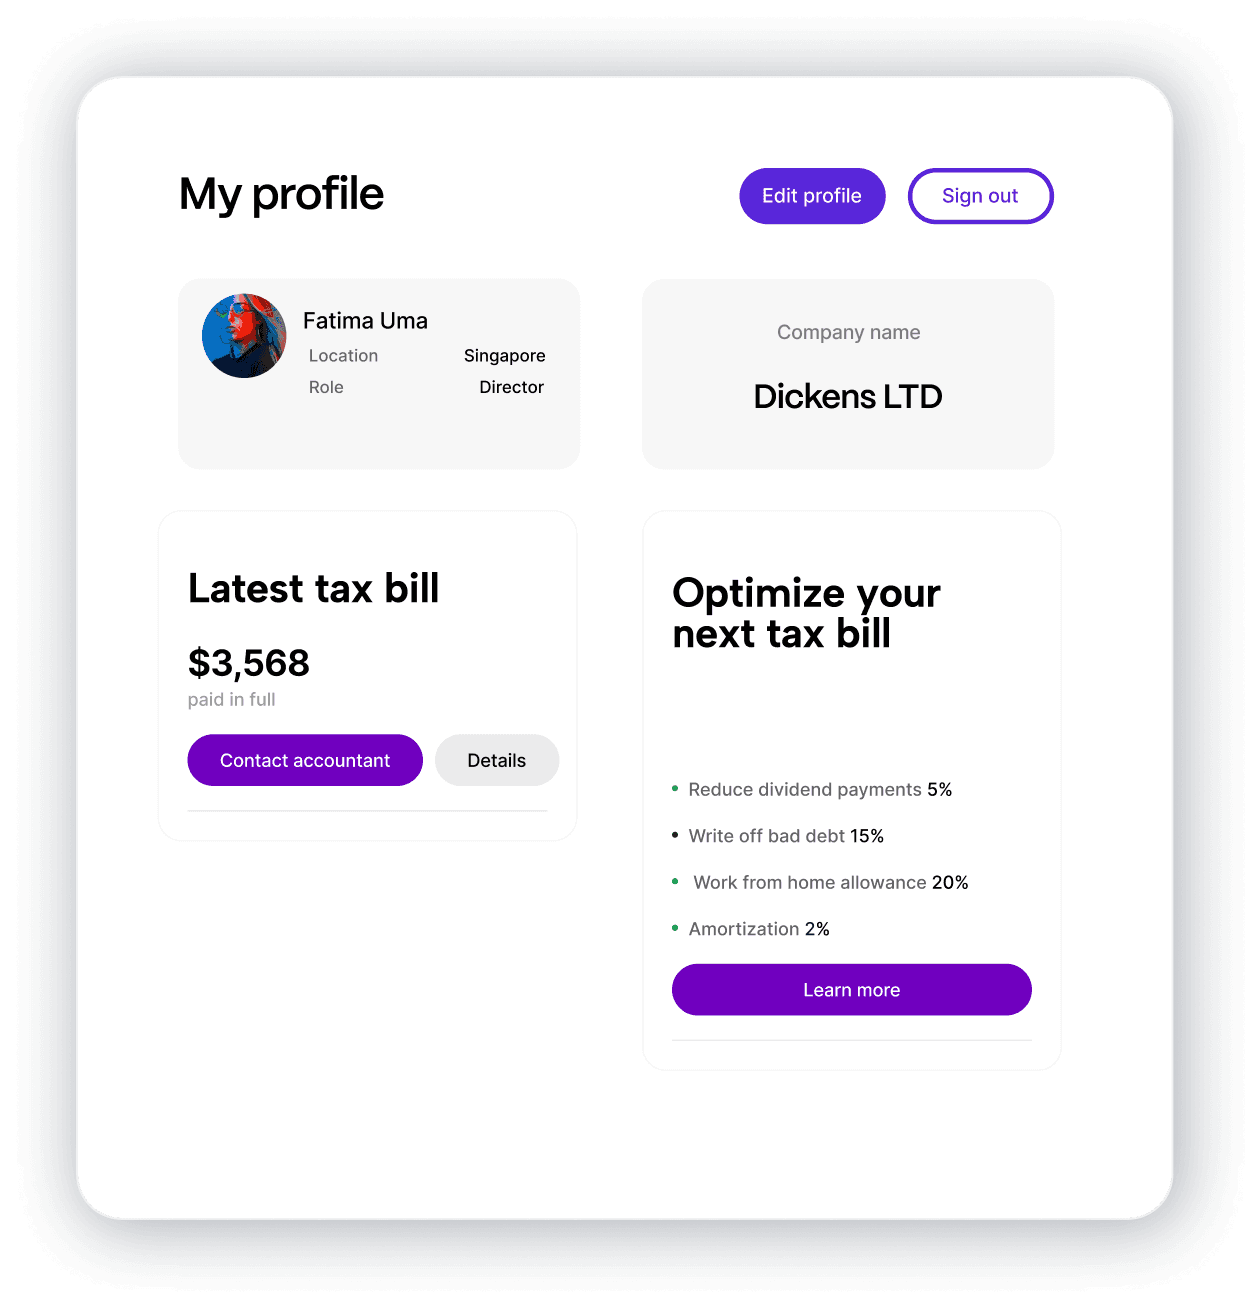 My profile
Edit profile
Sign out
Fatima Uma
Location Singapore
Role Director
Company name
Dickens LTD
Latest tax bill
$3,568
paid in full
Contact accountant
Details
Optimize your
next tax bill
• Reduce dividend payments 5%
• Write off bad debt 15%
• Work from home allowance 20%
• Amortization 2%
Learn more